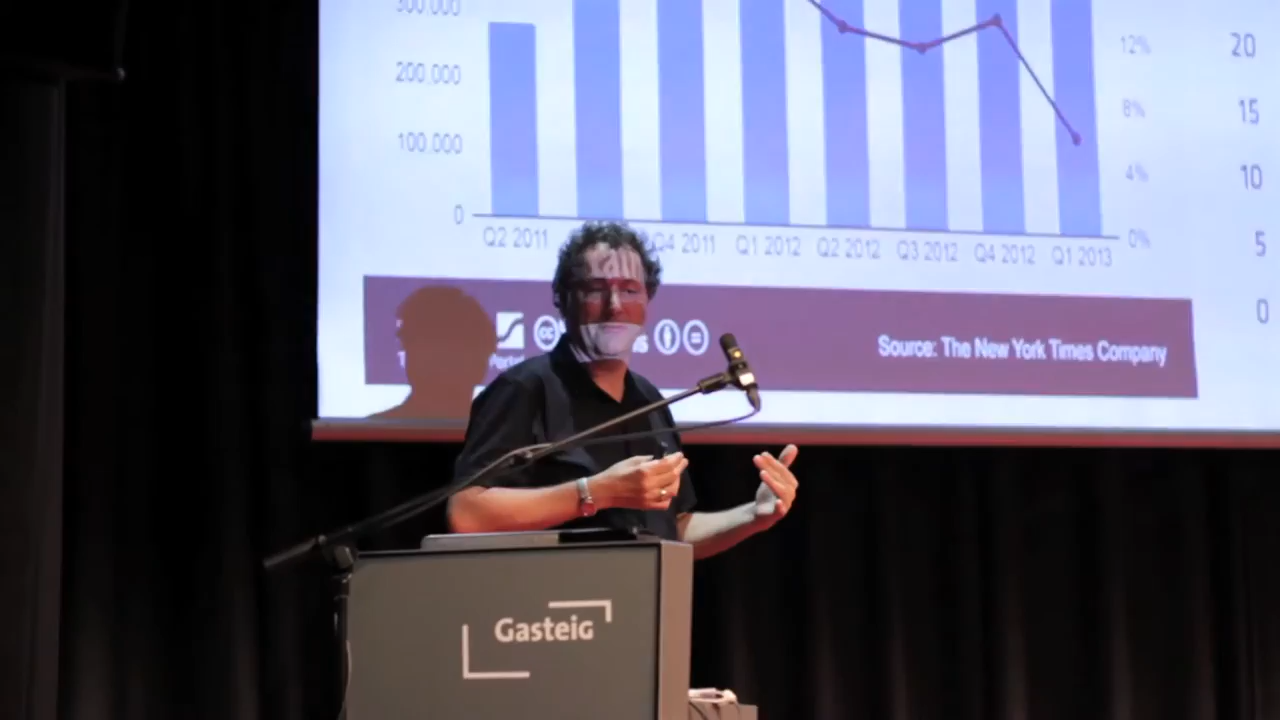 300.000
200.000
100.000
0
12%
8%
4%
0%
20
15
10
5
0
Q2 2011
Q4 2011
Q1 2012
Q2 2012
Q3 2012
Q4 2012
Q1 2013
cc
Source: The New York Times Company
Gasteig